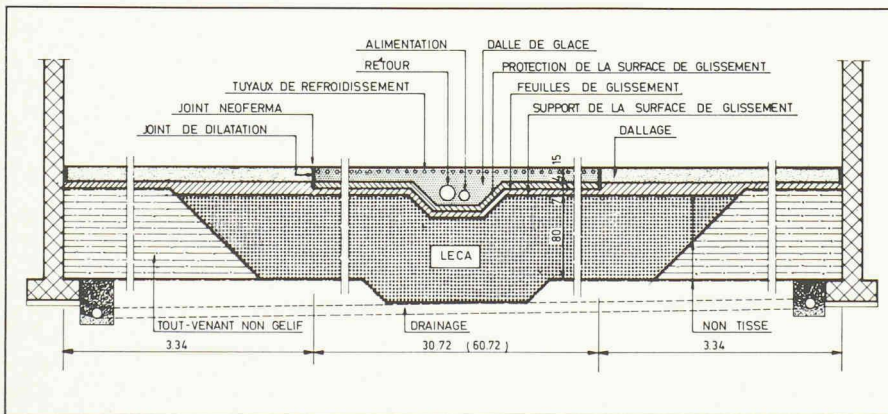 ALIMENTATION
DALLE DE GLACE
RETOUR
PROTECTION DE LA SURFACE DE GLISSEMENT
TUYAUX DE REFROIDISSEMENT
FEUILLES DE GLISSEMENT
JOINT NEOFERMA
SUPPORT DE LA SURFACE DE GLISSEMENT
JOINT DE DILATATION
DALLAGE
15
4
7
80
LECA
TOUT-VENANT NON GELIF
DRAINAGE
NON TISSE
3.34
30.72 (60.72)
3.34